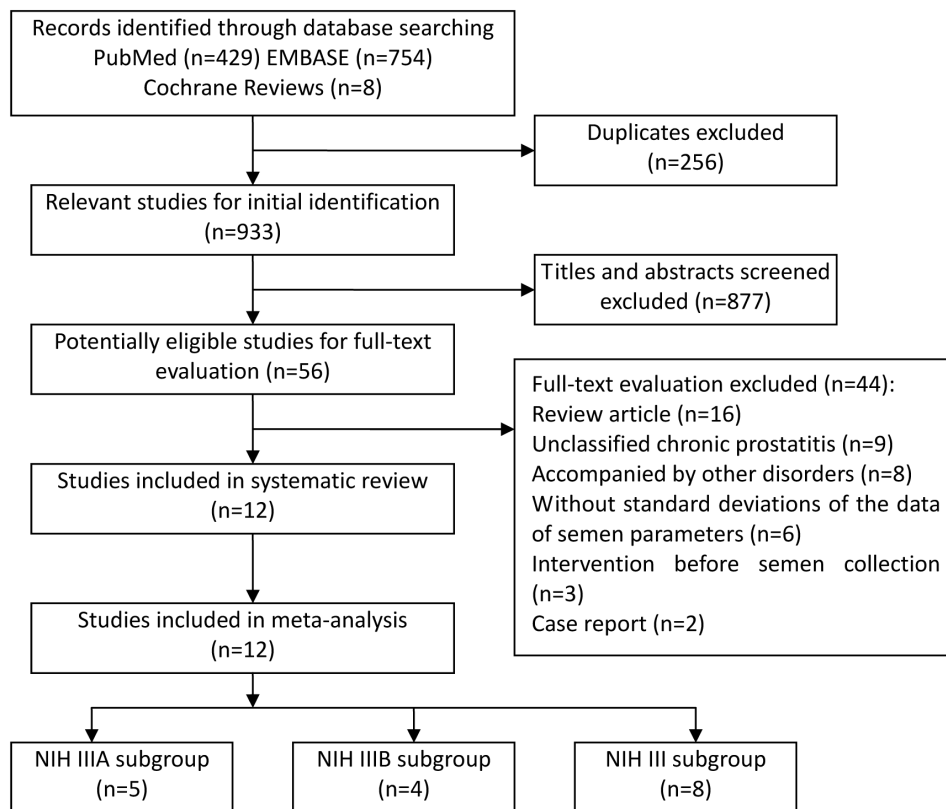 Records identified through database searching
PubMed (n=429) EMBASE (n=754)
Cochrane Reviews (n=8)
Duplicates excluded
(n=256)
Relevant studies for initial identification
(n=933)
Titles and abstracts screened
excluded (n=877)
Potentially eligible studies for full-text
evaluation (n=56)
Full-text evaluation excluded (n=44):
Review article (n=16)
Unclassified chronic prostatitis (n=9)
Accompanied by other disorders (n=8)
Without standard deviations of the data
of semen parameters (n=6)
Intervention before semen collection
(n=3)
Case report (n=2)
Studies included in systematic review
(n=12)
Studies included in meta-analysis
(n=12)
NIH IIIA subgroup
(n=5)
NIH IIIB subgroup
(n=4)
NIH III subgroup
(n=8)